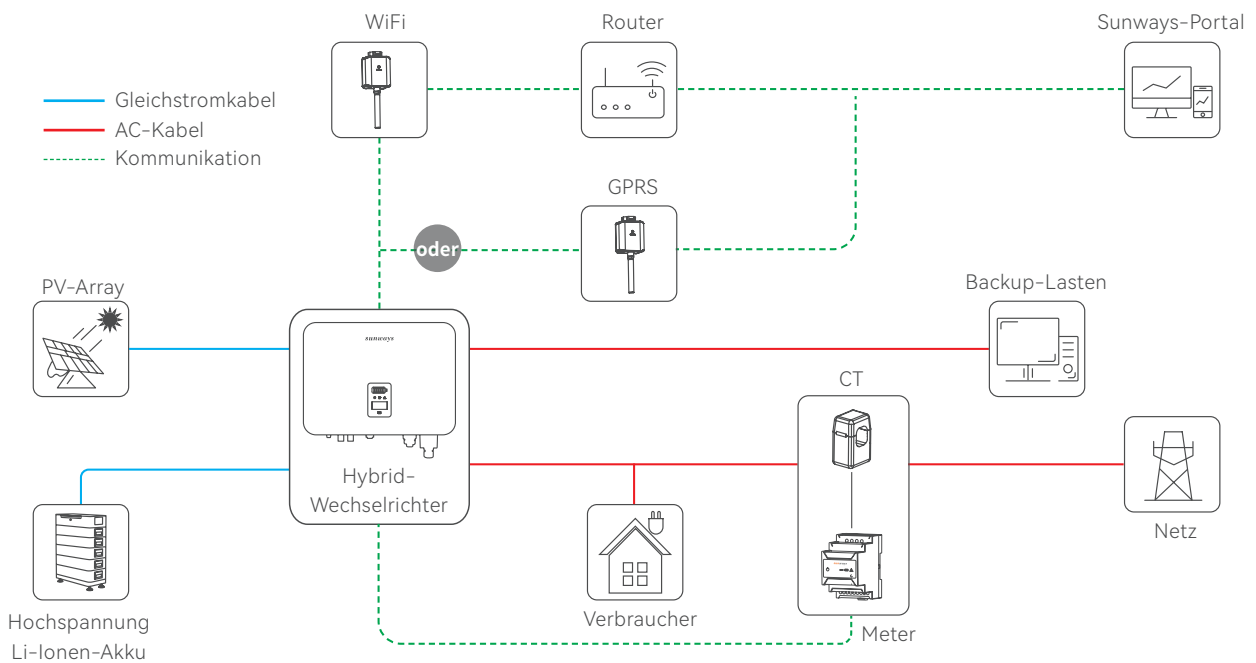 WiFi
Router
Sunways-Portal
Gleichstromkabel
AC-Kabel
Kommunikation
GPRS
oder
PV-Array
Backup-Lasten
sunways
CT
Hybrid-
Wechselrichter
Netz
Hochspannung
Li-Ionen-Akku
Verbraucher
Meter